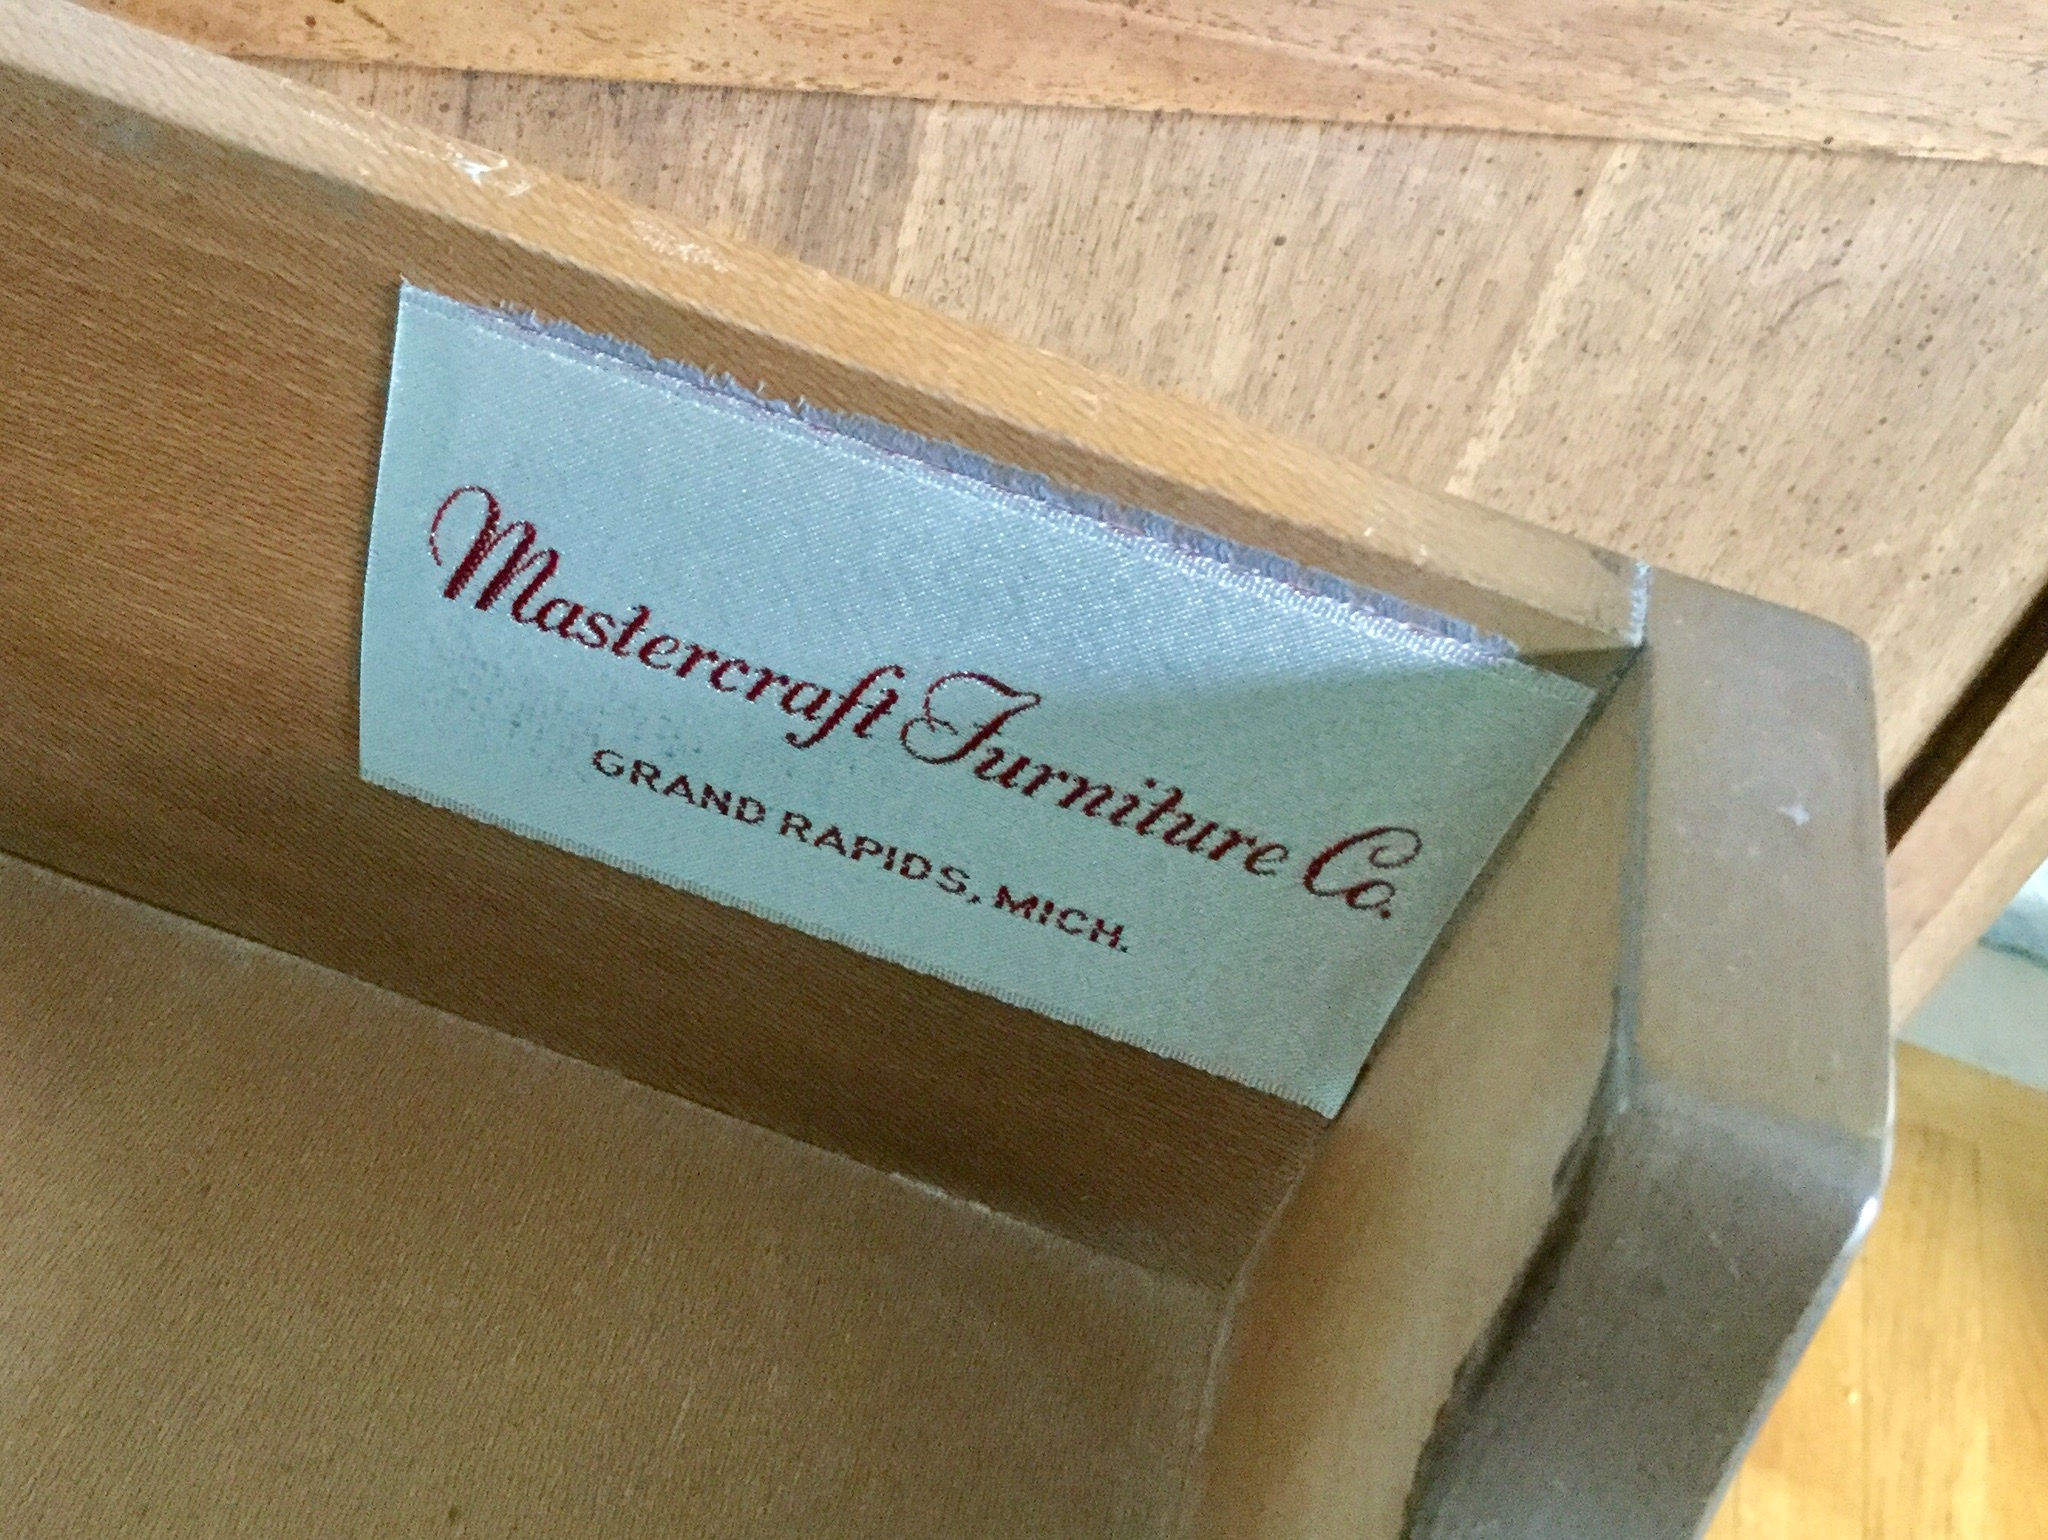 Mastercraft Furniture Co.
GRAND RAPIDS, MICH.